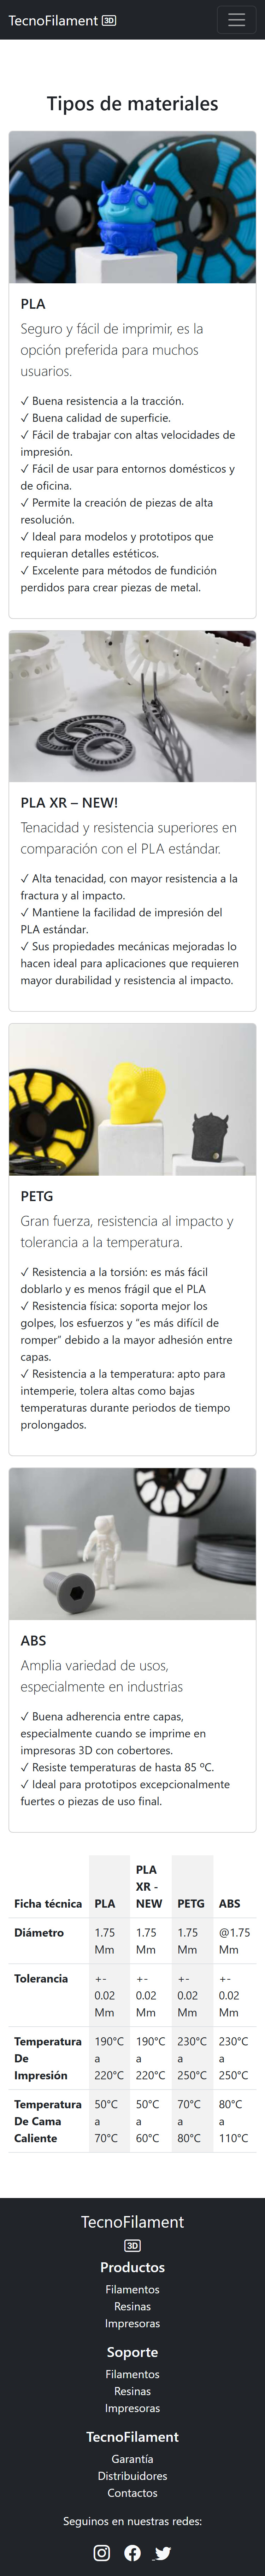 TecnoFilament 3D
Tipos de materiales
PLA
Seguro y fácil de imprimir, es la
opción preferida para muchos
usuarios.
✓ Buena resistencia a la tracción.
✓ Buena calidad de superficie.
✓ Fácil de trabajar con altas velocidades de
impresión.
✓ Fácil de usar para entornos domésticos y
de oficina.
✓ Permite la creación de piezas de alta
resolución.
✓ Ideal para modelos y prototipos que
requieran detalles estéticos.
✓ Excelente para métodos de fundición
perdidos para crear piezas de metal.
PLA XR – NEW!
Tenacidad y resistencia superiores en
comparación con el PLA estándar.
✓ Alta tenacidad, con mayor resistencia a la
fractura y al impacto.
✓ Mantiene la facilidad de impresión del
PLA estándar.
✓ Sus propiedades mecánicas mejoradas lo
hacen ideal para aplicaciones que requieren
mayor durabilidad y resistencia al impacto.
PETG
Gran fuerza, resistencia al impacto y
tolerancia a la temperatura.
✓ Resistencia a la torsión: es más fácil
doblarlo y es menos frágil que el PLA
✓ Resistencia física: soporta mejor los
golpes, los esfuerzos y “es más difícil de
romper” debido a la mayor adhesión entre
capas.
✓ Resistencia a la temperatura: apto para
intemperie, tolera altas como bajas
temperaturas durante periodos de tiempo
prolongados.
ABS
Amplia variedad de usos,
especialmente en industrias
✓ Buena adherencia entre capas,
especialmente cuando se imprime en
impresoras 3D con cobertores.
✓ Resiste temperaturas de hasta 85 ºC.
✓ Ideal para prototipos excepcionalmente
fuertes o piezas de uso final.
PLA
XR -
Ficha técnica PLA NEW PETG ABS
Diámetro 1.75 1.75 1.75 @1.75
Mm Mm Mm Mm
Tolerancia +- +- +- +-
0.02 0.02 0.02 0.02
Mm Mm Mm Mm
Temperatura 190°C 190°C 230°C 230°C
De a a a a
Impresión 220°C 220°C 250°C 250°C
Temperatura 50°C 50°C 70°C 80°C
De Cama a a a a
Caliente 70°C 60°C 80°C 110°C
TecnoFilament
3D
Productos
Filamentos
Resinas
Impresoras
Soporte
Filamentos
Resinas
Impresoras
TecnoFilament
Garantía
Distribuidores
Contactos
Seguinos en nuestras redes: